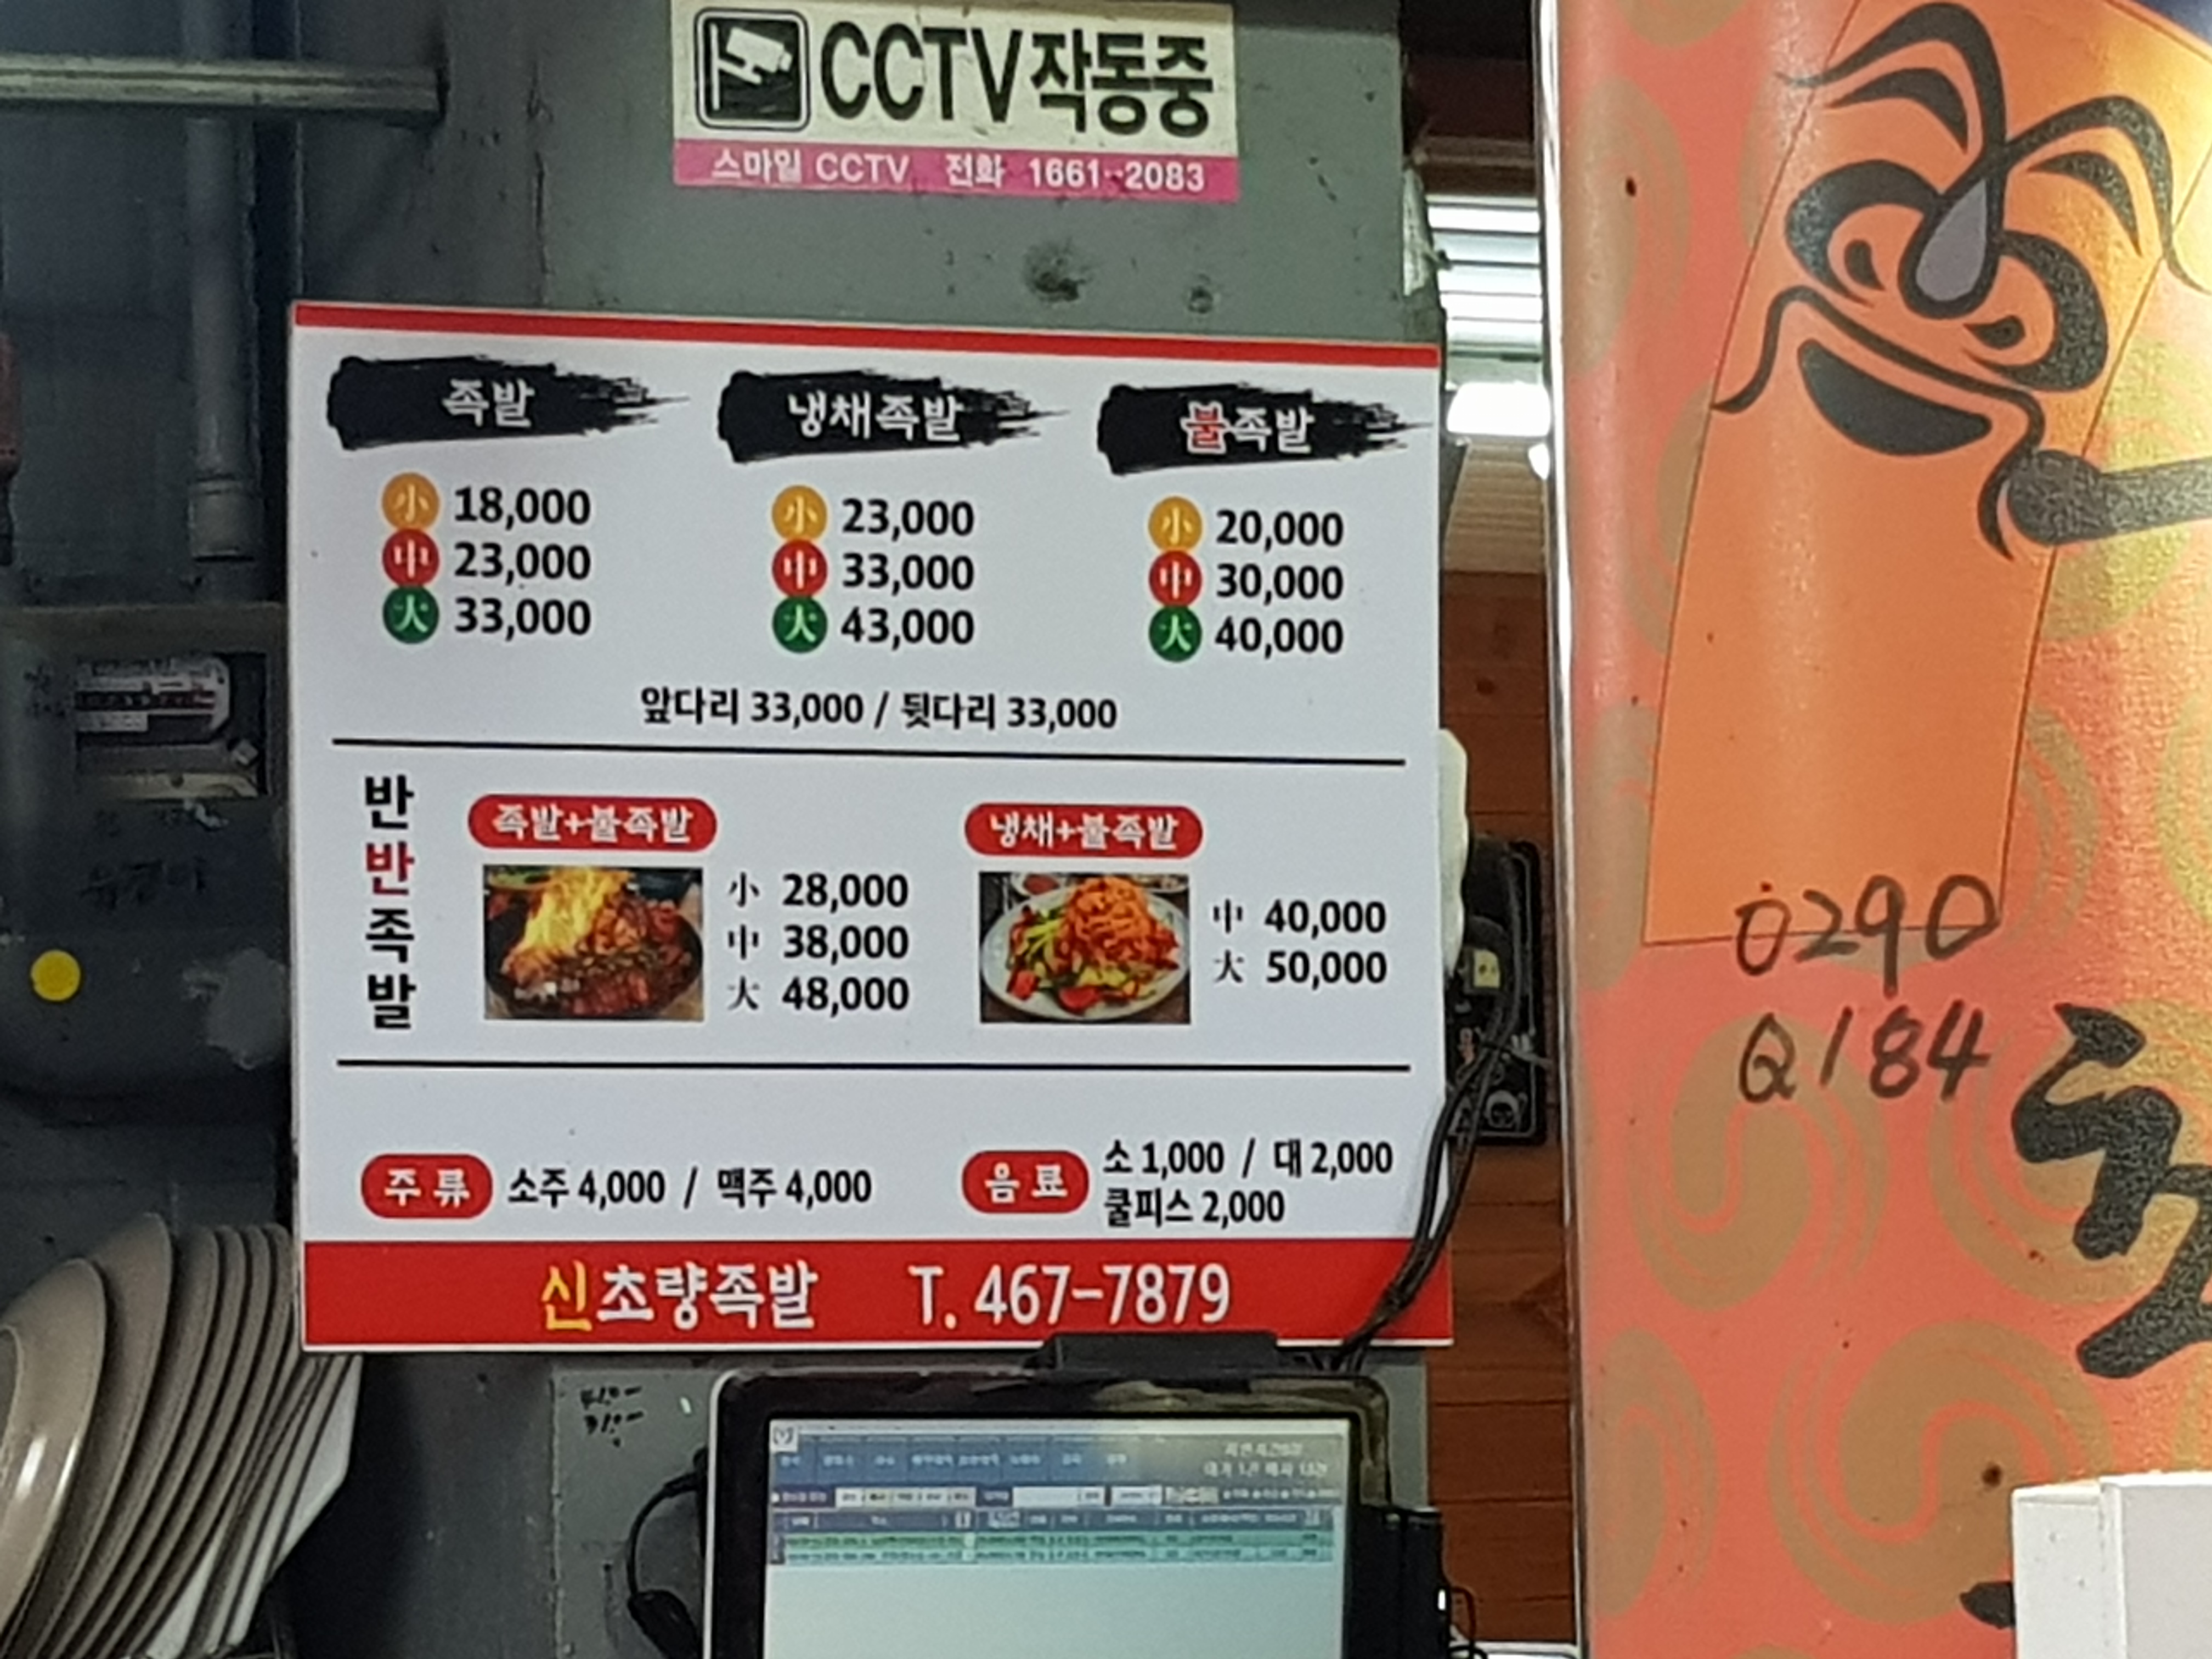 CCTV작동중
스마일 CCTV 전화 1661-2083
족발 냉채족발 불족발
小 18,000 小 23,000 小 20,000
中 23,000 中 33,000 中 30,000
大 33,000 大 43,000 大 40,000
앞다리 33,000 / 뒷다리 33,000
반반족발
족발+불족발
小 28,000
中 38,000
大 48,000
냉채+불족발
中 40,000
大 50,000
주류 소주 4,000 / 맥주 4,000
음료 소 1,000 / 대 2,000
쿨피스 2,000
신초량족발 T. 467-7879
0290
Q184